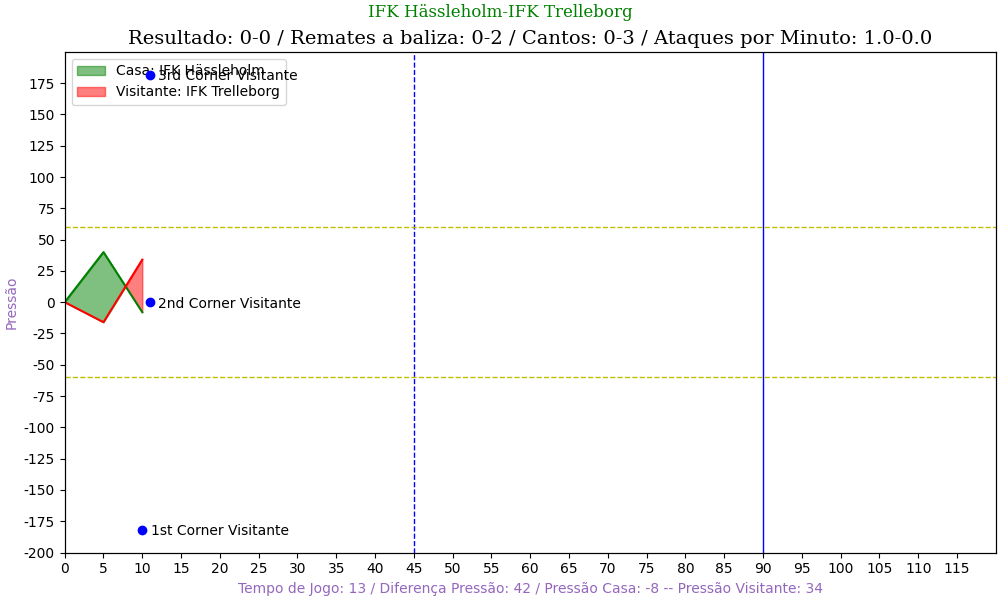 IFK Hässleholm-IFK Trelleborg
Resultado: 0-0 / Remates a baliza: 0-2 / Cantos: 0-3 / Ataques por Minuto: 1.0-0.0
Casa: IFK Hässleholm
3rd Corner Visitante
Visitante: IFK Trelleborg
175
150
125
100
75
50
25
0
-25
-50
-75
-100
-125
-150
-175
-200
Pressão
2nd Corner Visitante
1st Corner Visitante
0 5 10 15 20 25 30 35 40 45 50 55 60 65 70 75 80 85 90 95 100 105 110 115
Tempo de Jogo: 13 / Diferença Pressão: 42 / Pressão Casa: -8 -- Pressão Visitante: 34